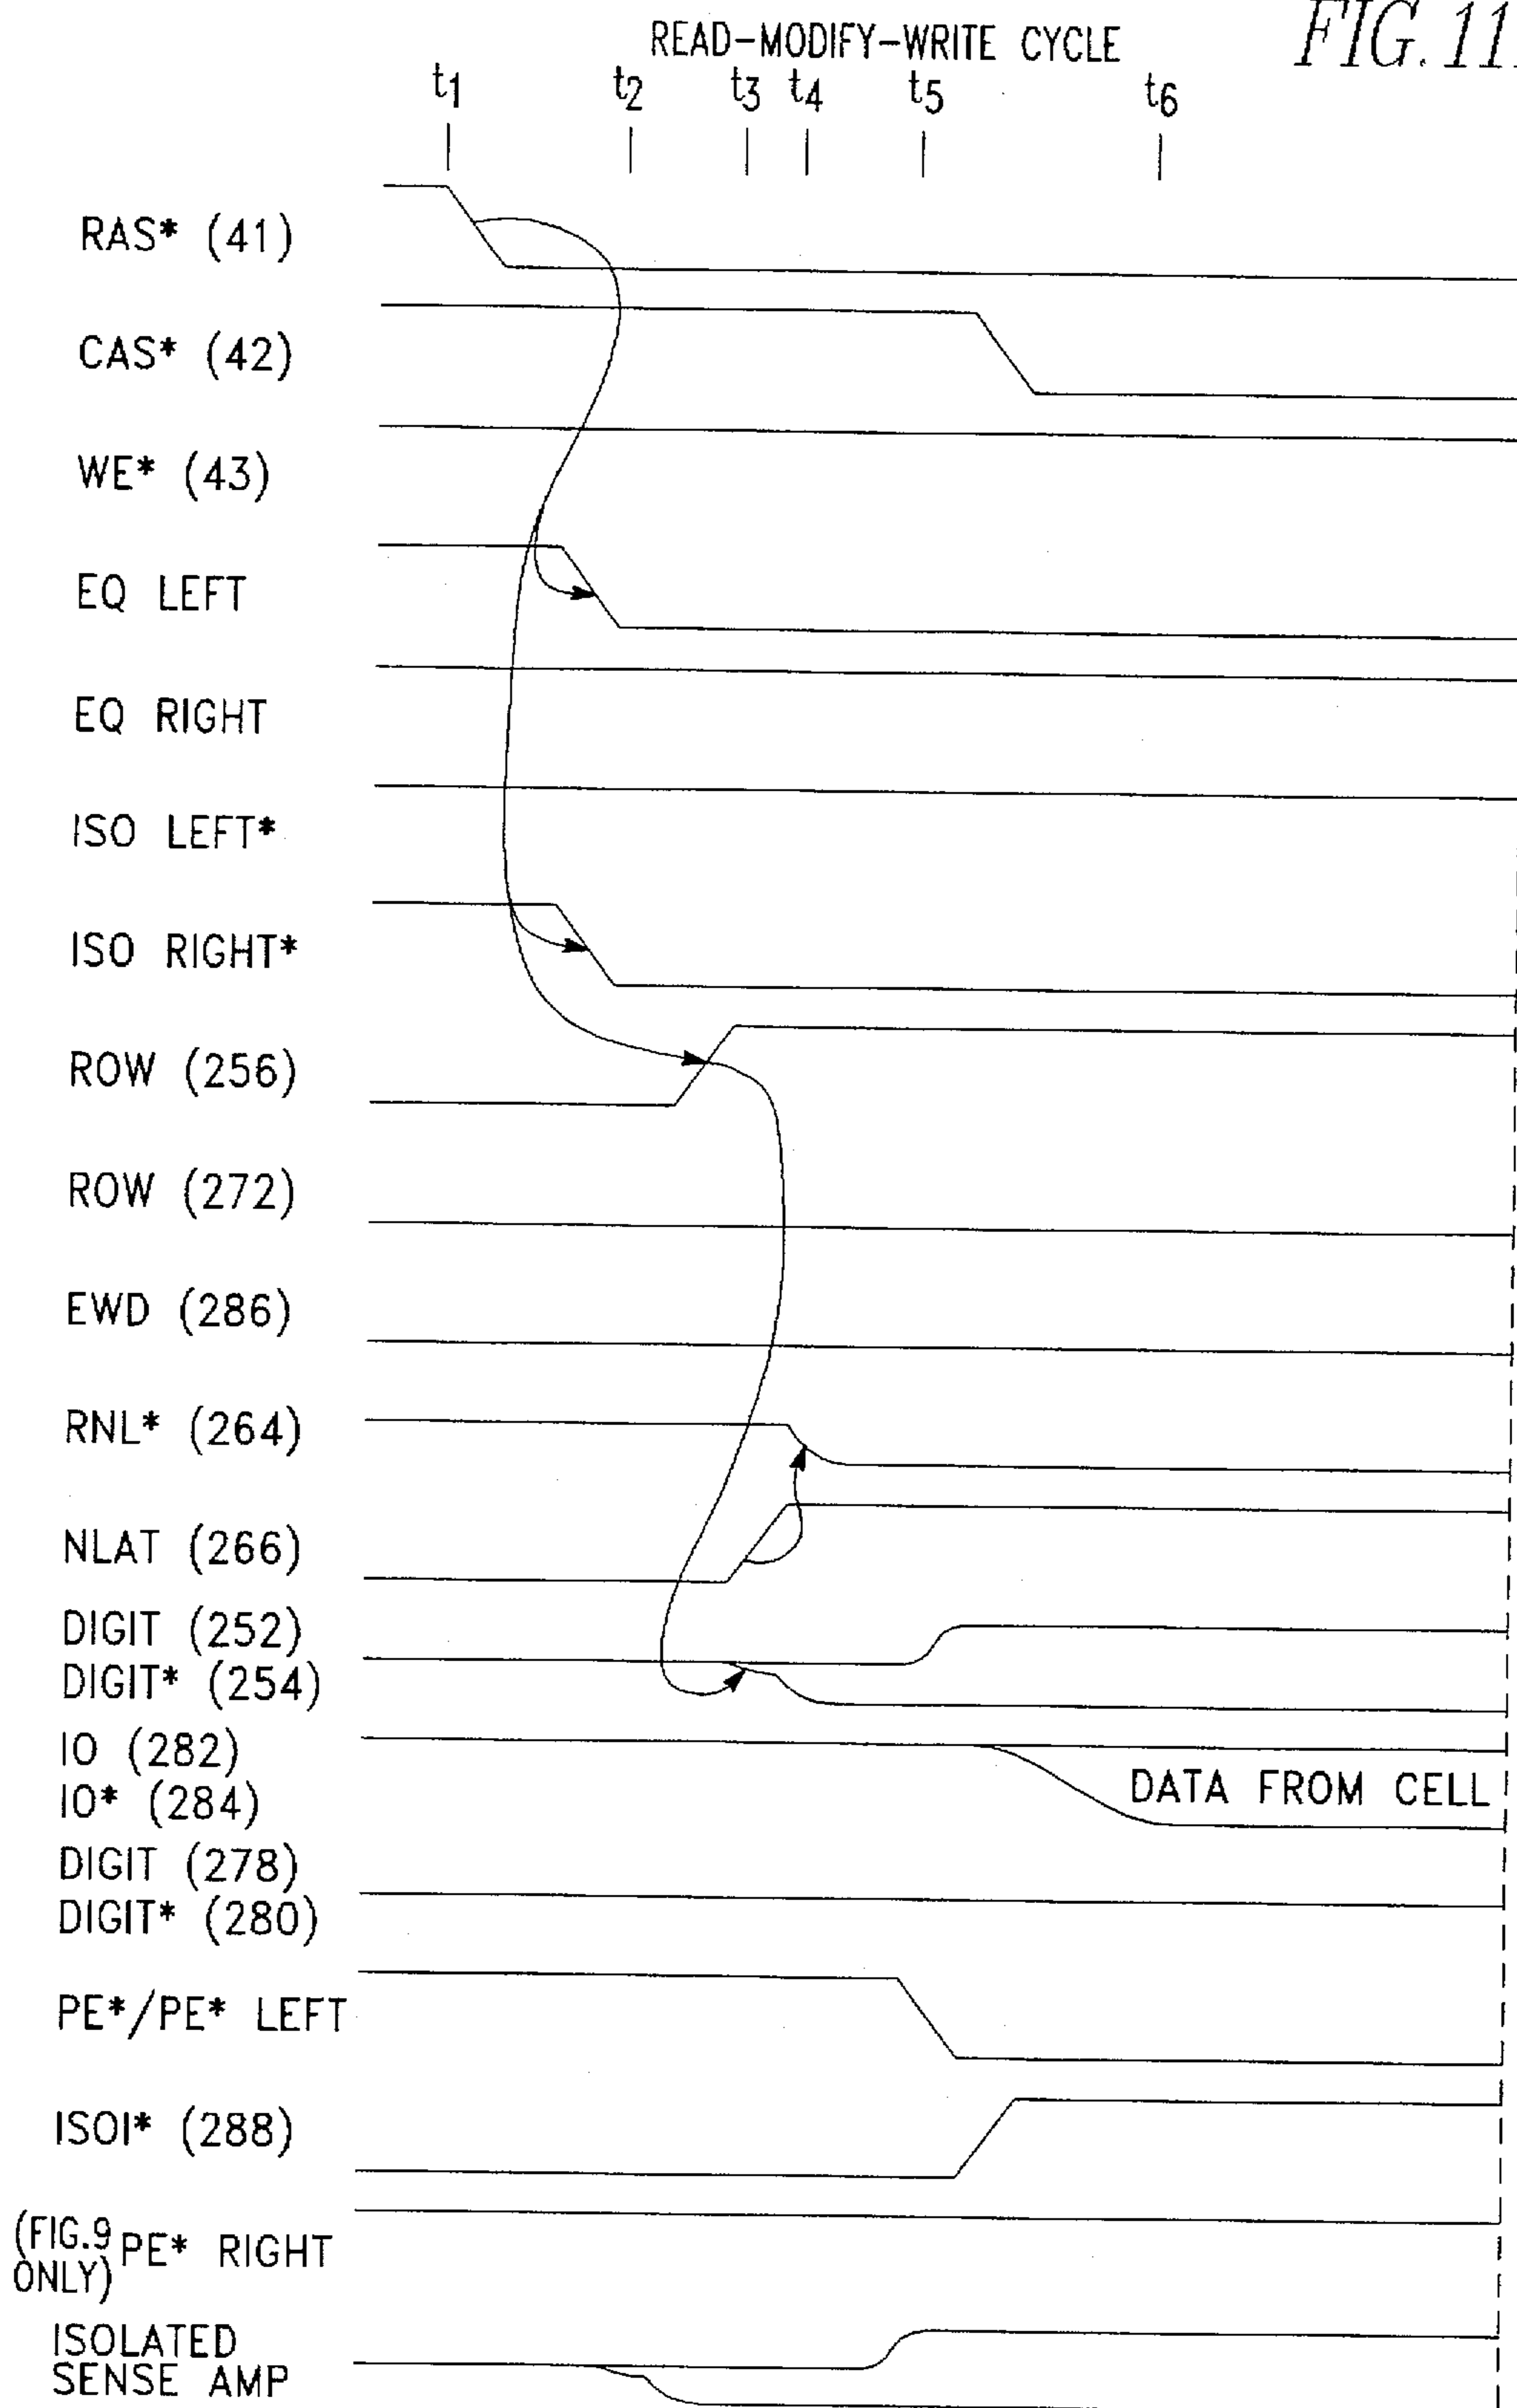 READ-MODIFY-WRITE CYCLE
FIG. 11
t1 t2 t3 t4 t5 t6
RAS* (41)
CAS* (42)
WE* (43)
EQ LEFT
EQ RIGHT
ISO LEFT*
ISO RIGHT*
ROW (256)
ROW (272)
EWD (286)
RNL* (264)
NLAT (266)
DIGIT (252)
DIGIT* (254)
IO (282)
DATA FROM CELL
IO* (284)
DIGIT (278)
DIGIT* (280)
PE*/PE* LEFT
ISOI* (288)
(FIG.9 ONLY) PE* RIGHT
ISOLATED
SENSE AMP